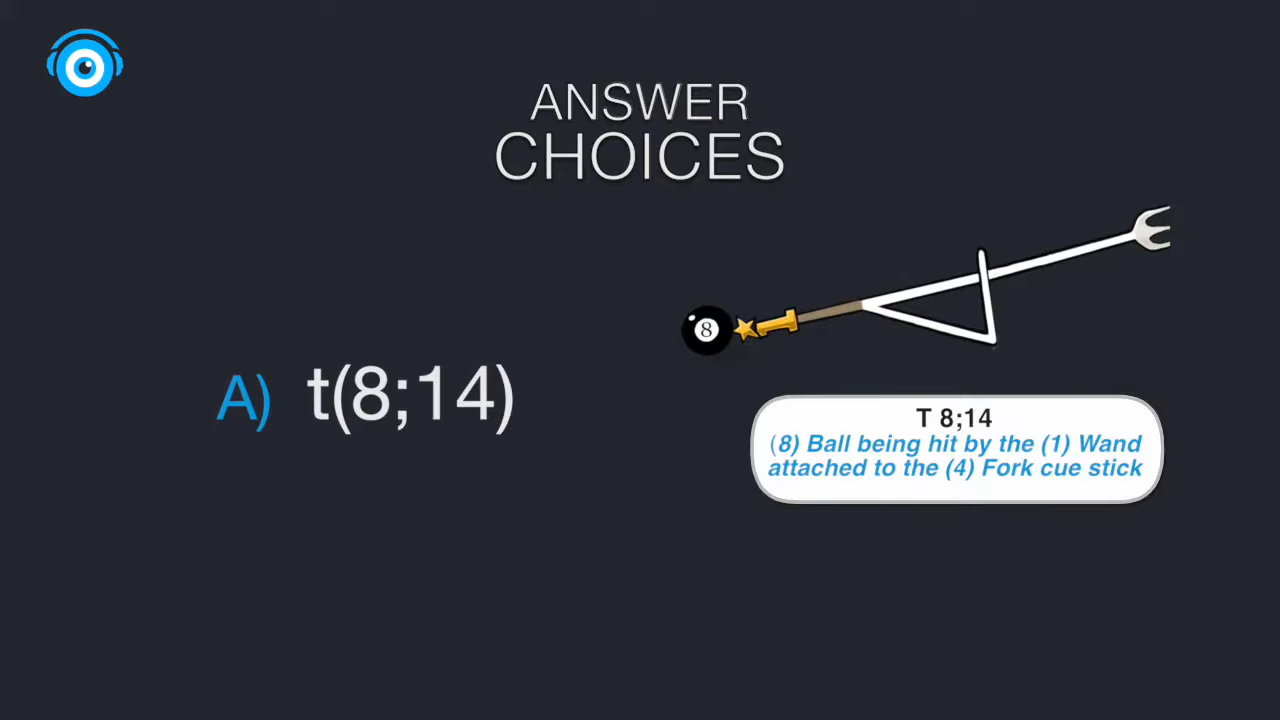 ANSWER
CHOICES
8
A) t(8;14)
T 8;14
(8) Ball being hit by the (1) Wand
attached to the (4) Fork cue stick